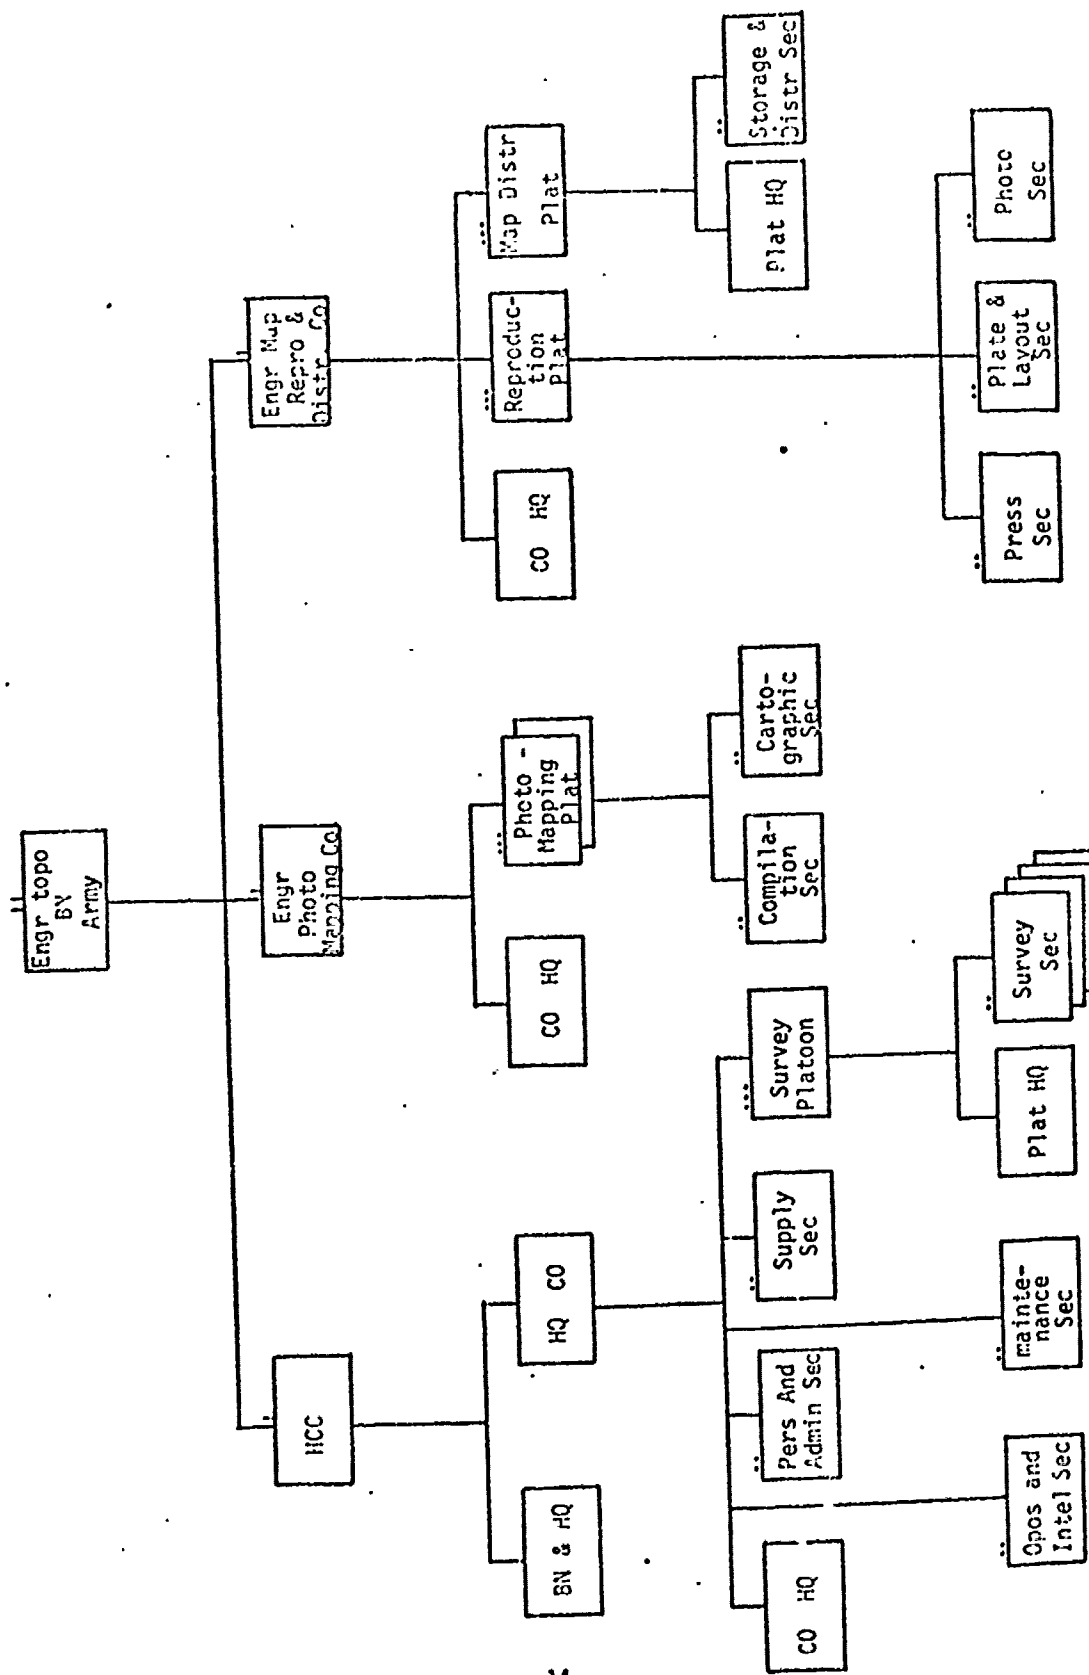 Engr topo
BN
Army
HCC
Engr
Photo
Mapping Co
Engr Map
Repro &
Distr Co
BN & HQ
HQ CO
CO HQ
Photo -
Mapping
Plat
CO HQ
Reproduc-
tion
Plat
Map Distr
Plat
CO HQ
Pers And
Admin Sec
Supply
Sec
Survey
Platoon
Compila-
tion
Sec
Carto-
graphic
Sec
Plat HQ
Storage &
Distr Sec
Opos and
Intel Sec
mainte-
nance
Sec
Plat HQ
Survey
Sec
Press
Sec
Plate &
Layout
Sec
Photo
Sec